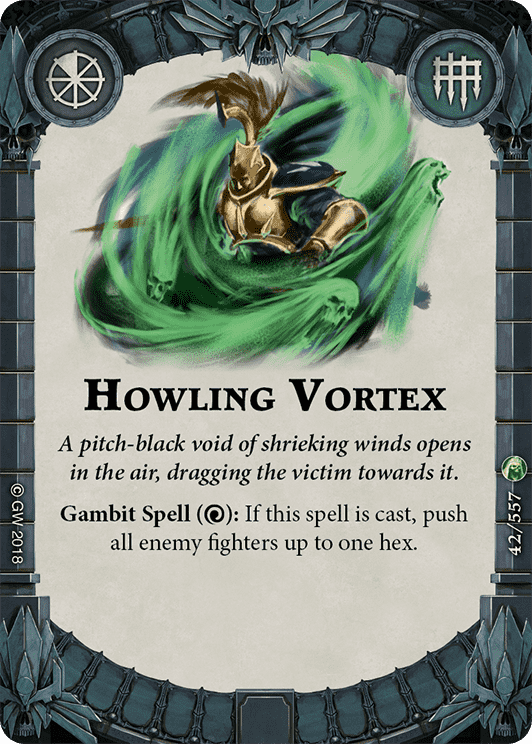 HOWLING VORTEX
A pitch-black void of shrieking winds opens
in the air, dragging the victim towards it.
Gambit Spell (): If this spell is cast, push
all enemy fighters up to one hex.
© GW 2018
42/557